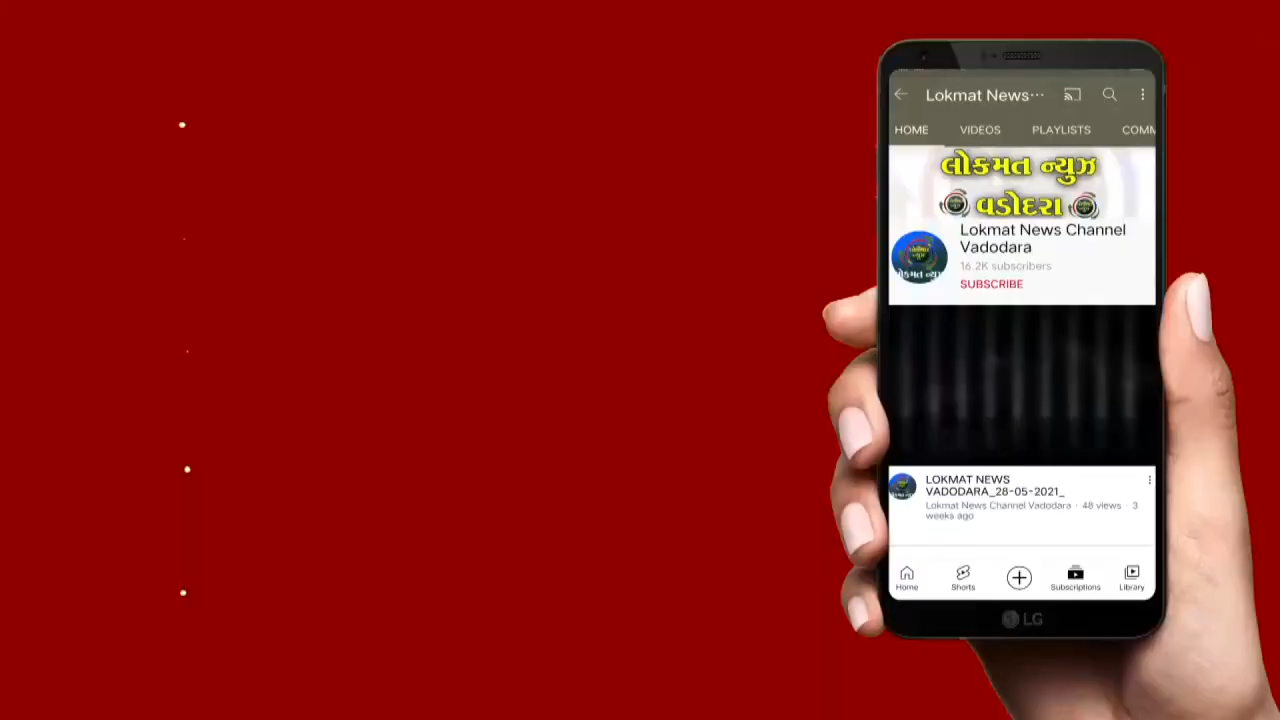 Lokmat News...
HOME VIDEOS PLAYLISTS COMM
લોકમત ન્યુઝ
વડોદરા
Lokmat News Channel
Vadodara
16.2K subscribers
SUBSCRIBE
LOKMAT NEWS
VADODARA_28-05-2021_
Lokmat News Channel Vadodara · 48 views · 3
weeks ago
Home Shorts Subscriptions Library
LG